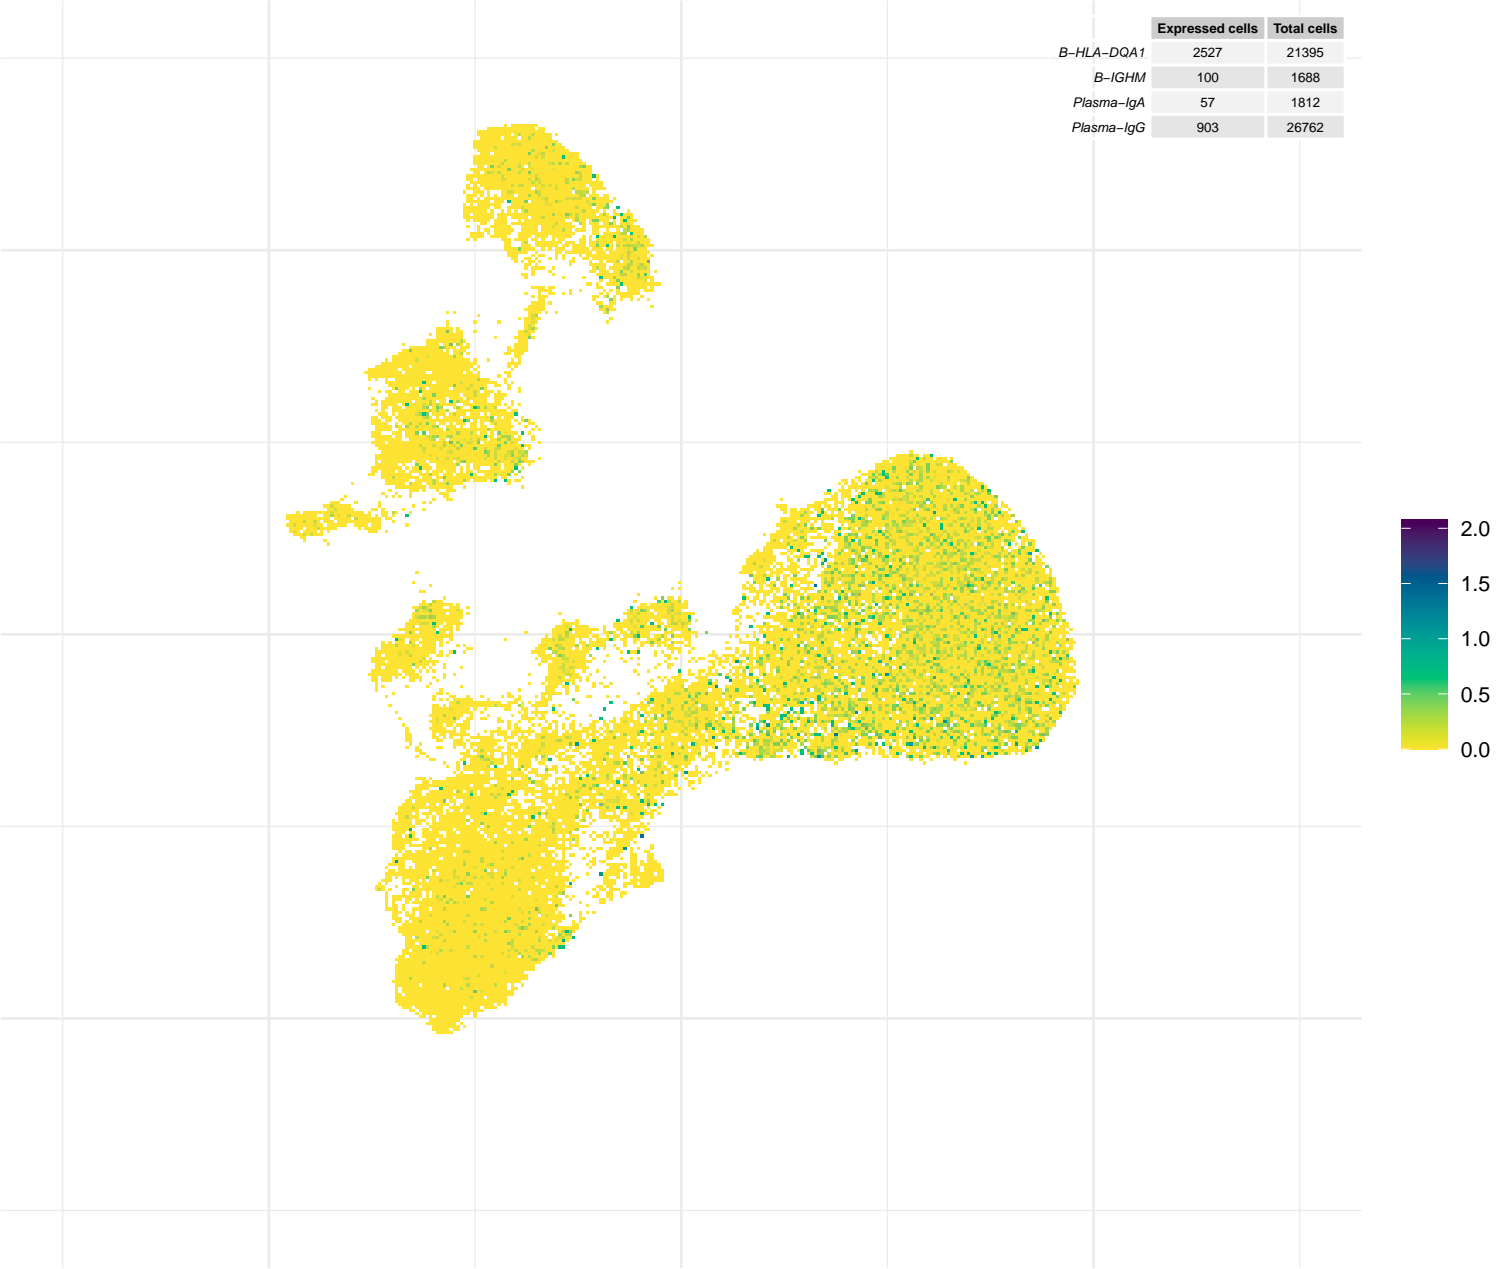 Expressed cells Total cells
B−HLA−DQA1 2527 21395
B−IGHM 100 1688
Plasma−IgA 57 1812
Plasma−IgG 903 26762
2.0
1.5
1.0
0.5
0.0